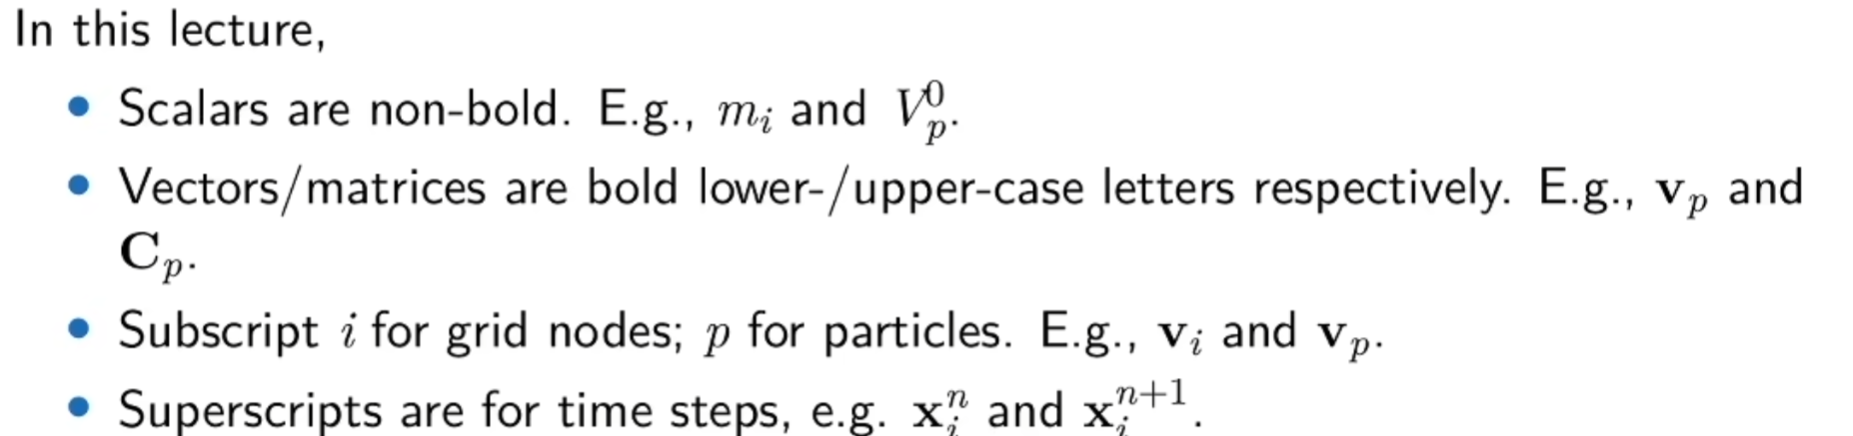 In this lecture,
• Scalars are non-bold. E.g., $m_i$ and $V_p^0$.
• Vectors/matrices are bold lower-/upper-case letters respectively. E.g., $\mathbf{v}_p$ and
$\mathbf{C}_p$.
• Subscript $i$ for grid nodes; $p$ for particles. E.g., $\mathbf{v}_i$ and $\mathbf{v}_p$.
• Superscripts are for time steps, e.g. $\mathbf{x}_i^n$ and $\mathbf{x}_i^{n+1}$.